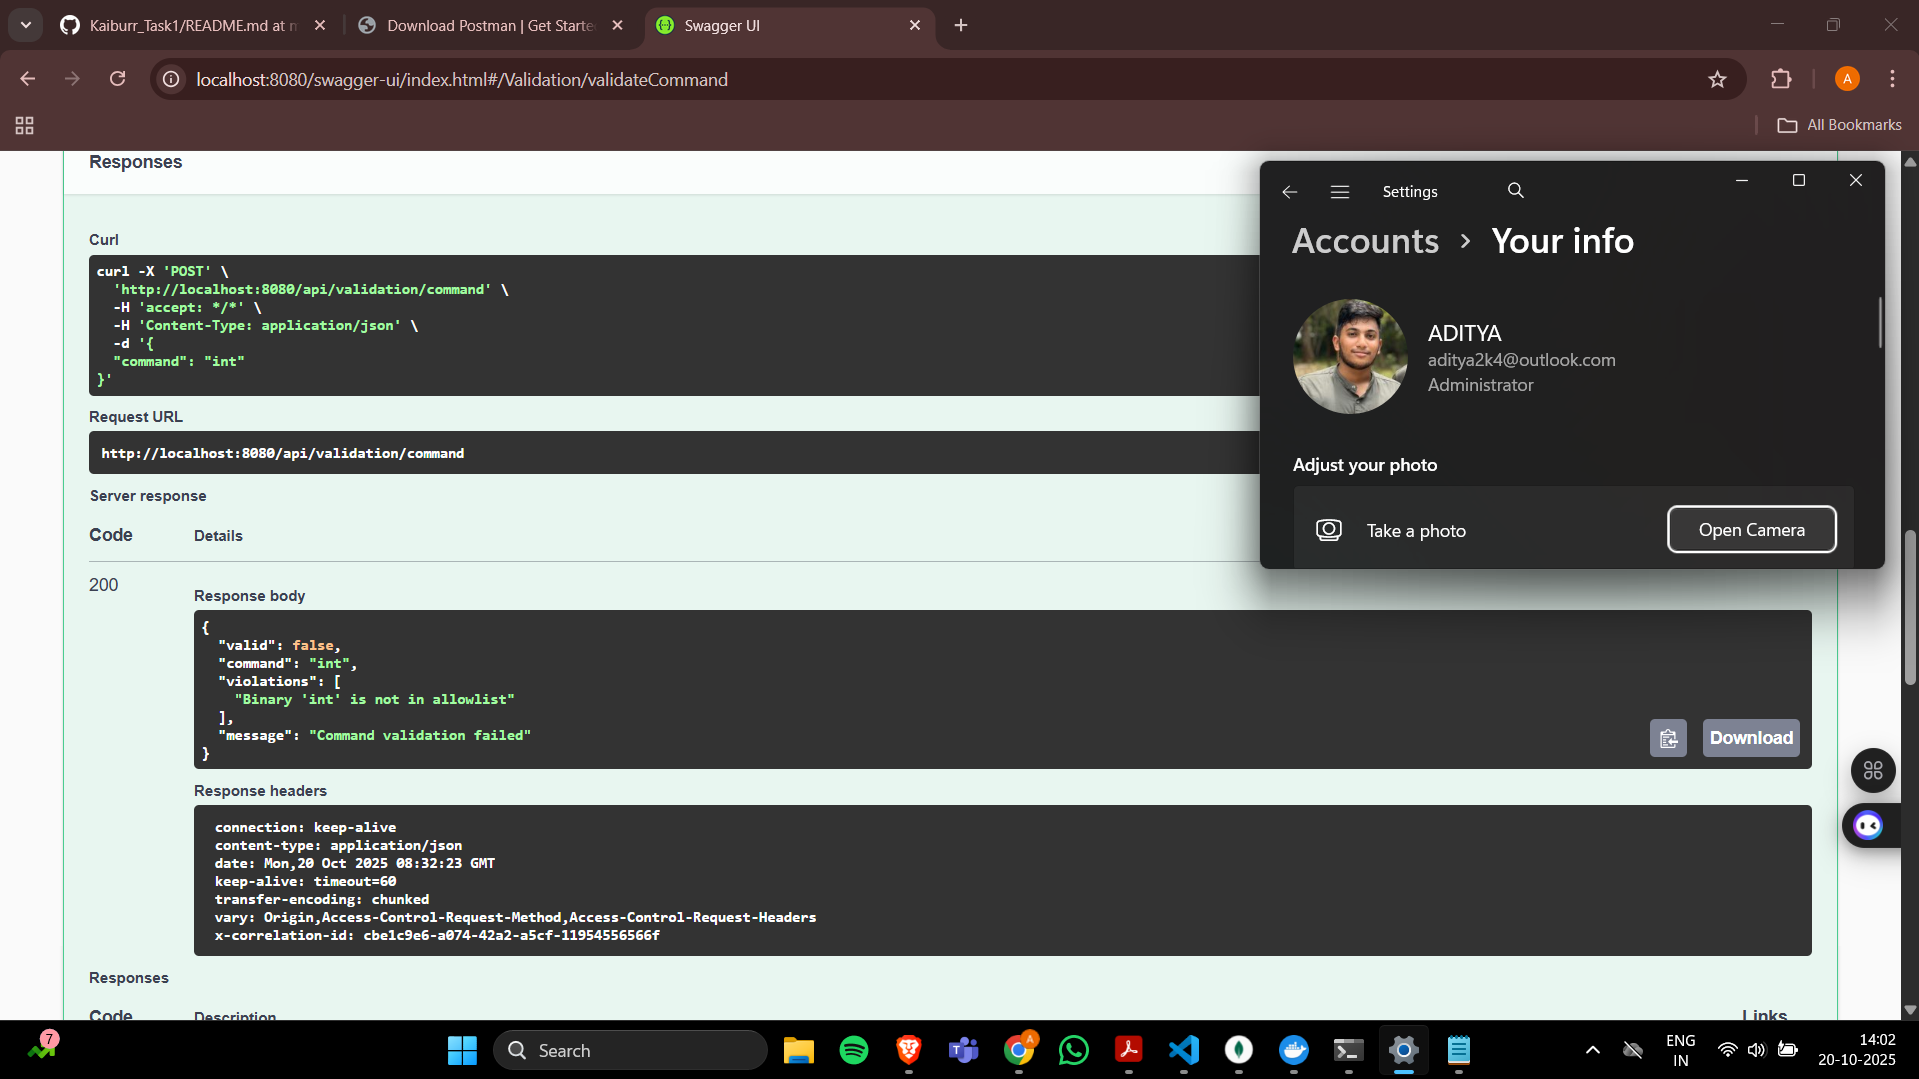 Kaiburr_Task1/README.md at m
Download Postman | Get Starte
Swagger UI
localhost:8080/swagger-ui/index.html#/Validation/validateCommand
A
All Bookmarks
Responses
Curl
curl -X 'POST' \
'http://localhost:8080/api/validation/command' \
-H 'accept: */*' \
-H 'Content-Type: application/json' \
-d '{
"command": "int"
}'
Request URL
http://localhost:8080/api/validation/command
Server response
Code
Details
200
Response body
{
"valid": false,
"command": "int",
"violations": [
"Binary 'int' is not in allowlist"
],
"message": "Command validation failed"
}
Download
Response headers
connection: keep-alive
content-type: application/json
date: Mon,20 Oct 2025 08:32:23 GMT
keep-alive: timeout=60
transfer-encoding: chunked
vary: Origin,Access-Control-Request-Method,Access-Control-Request-Headers
x-correlation-id: cbe1c9e6-a074-42a2-a5cf-11954556566f
Responses
Code
Description
Links
Settings
Accounts > Your info
ADITYA
aditya2k4@outlook.com
Administrator
Adjust your photo
Take a photo
Open Camera
7
Search
A
ENG
IN
14:02
20-10-2025